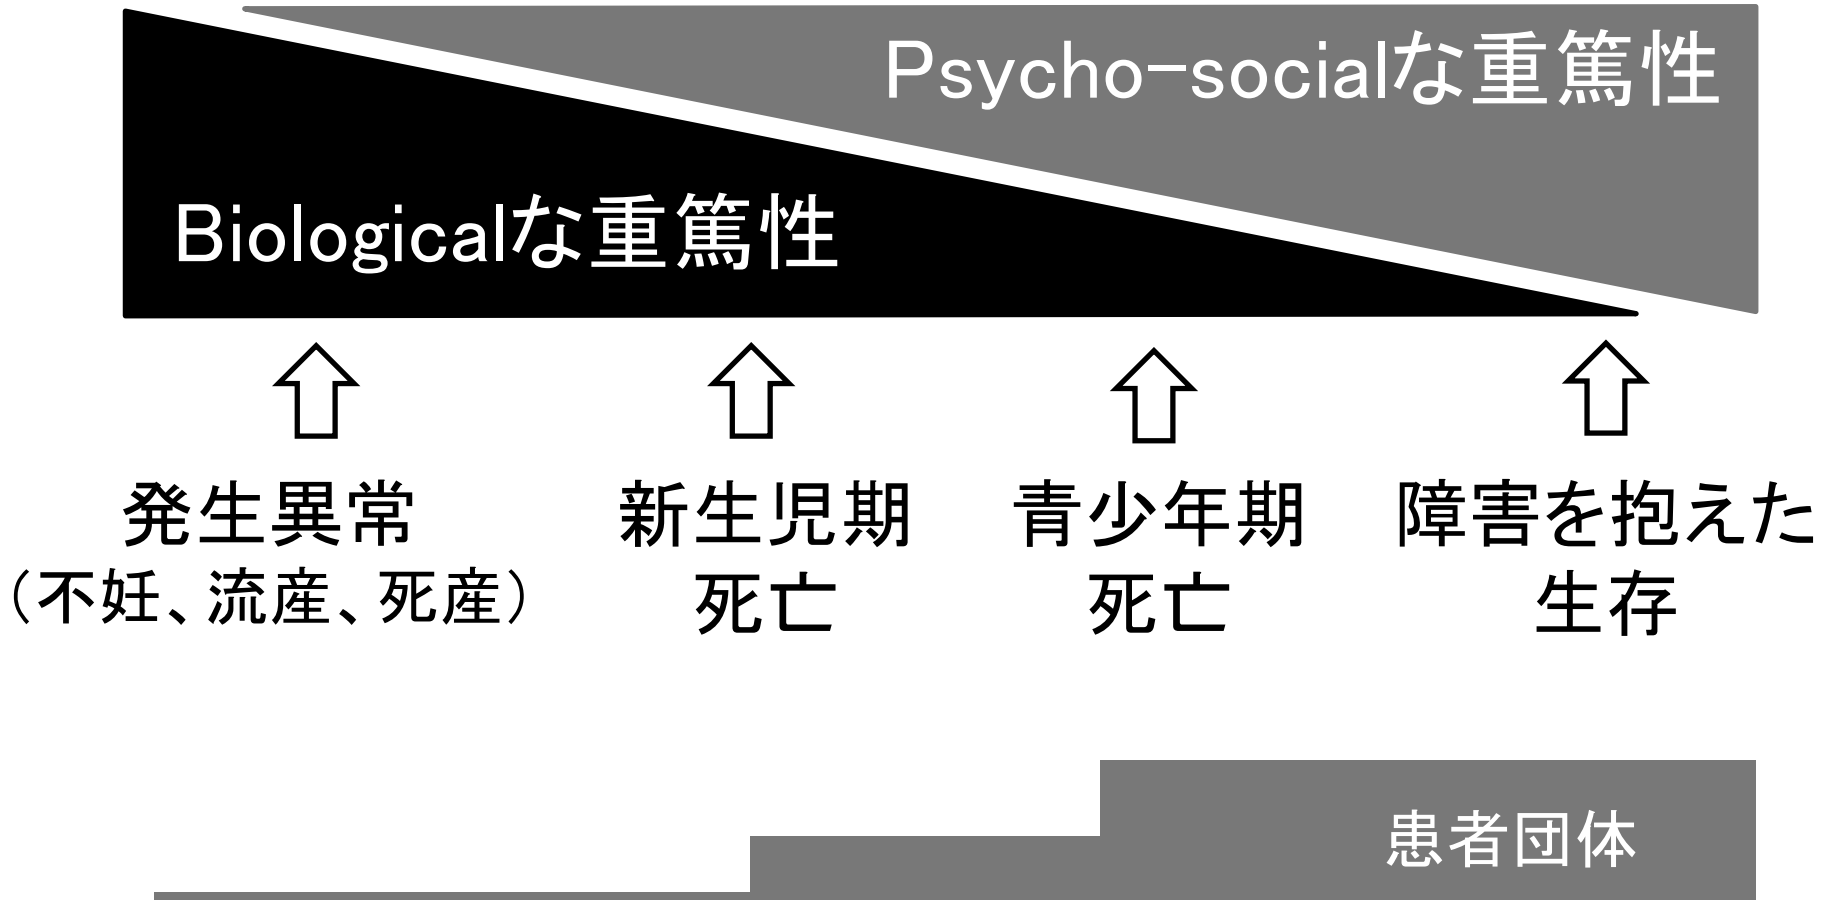 Psycho-socialな重篤性
Biologicalな重篤性
発生異常
（不妊、流産、死産）
新生児期
死亡
青少年期
死亡
障害を抱えた
生存
患者団体